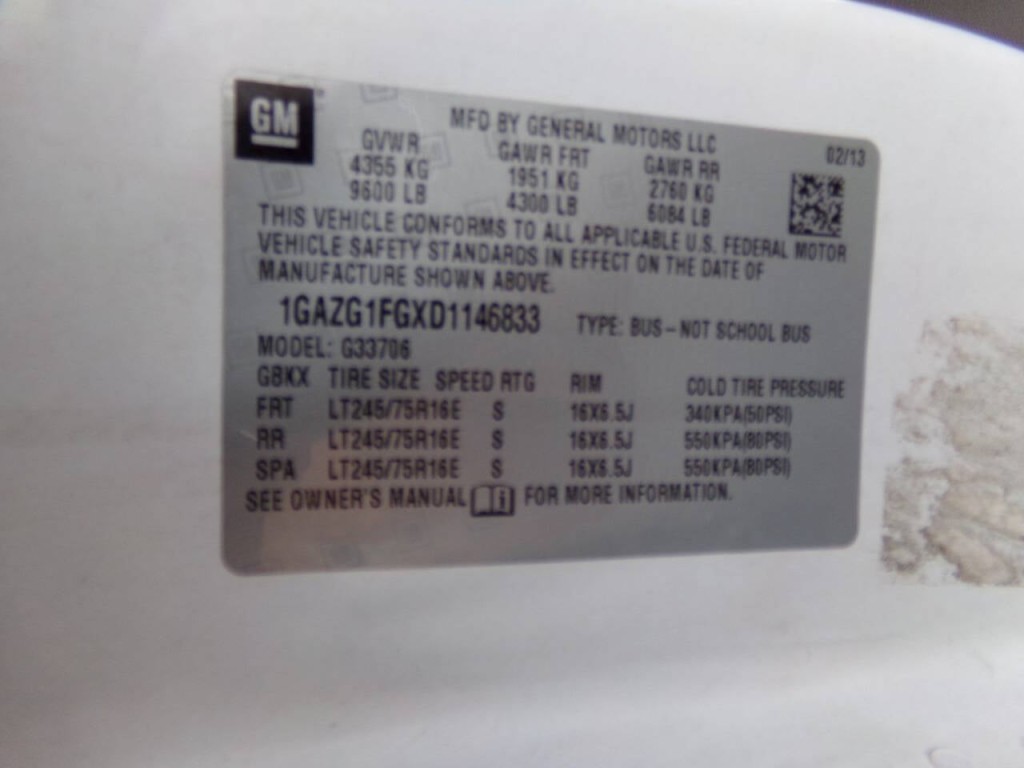 GM
MFD BY GENERAL MOTORS LLC 02/13
GVWR GAWR FRT GAWR RR
4355 KG 1951 KG 2760 KG
9600 LB 4300 LB 6084 LB
THIS VEHICLE CONFORMS TO ALL APPLICABLE U.S. FEDERAL MOTOR
VEHICLE SAFETY STANDARDS IN EFFECT ON THE DATE OF
MANUFACTURE SHOWN ABOVE.
1GAZG1FGXD1146833 TYPE: BUS – NOT SCHOOL BUS
MODEL: G33706
G8KX TIRE SIZE SPEED RTG RIM COLD TIRE PRESSURE
FRT LT245/75R16E S 16X6.5J 340KPA(50PSI)
RR LT245/75R16E S 16X6.5J 550KPA(80PSI)
SPA LT245/75R16E S 16X6.5J 550KPA(80PSI)
SEE OWNER'S MANUAL FOR MORE INFORMATION.